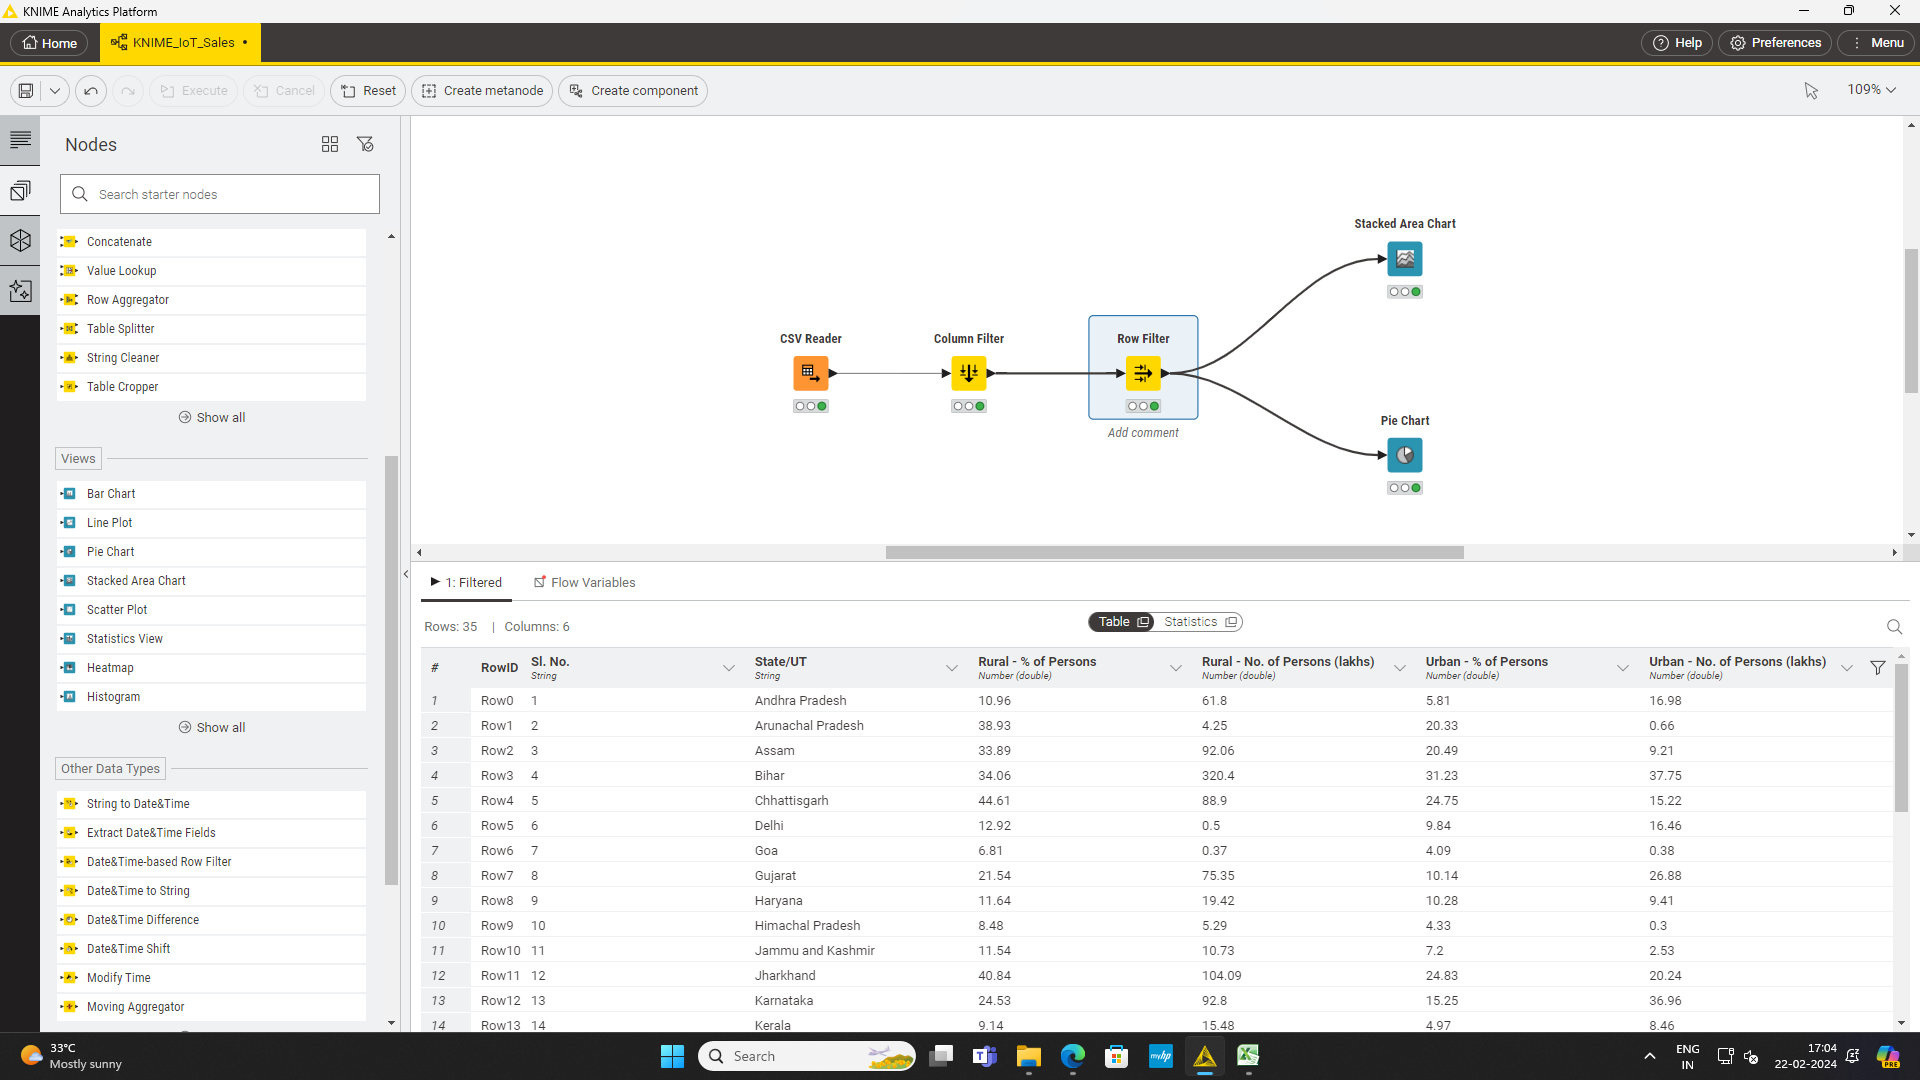 KNIME Analytics Platform
Home
KNIME_IoT_Sales
Help
Preferences
Menu
Execute
Cancel
Reset
Create metanode
Create component
109%
Nodes
Search starter nodes
Concatenate
Value Lookup
Row Aggregator
Table Splitter
String Cleaner
Table Cropper
Show all
Views
Bar Chart
Line Plot
Pie Chart
Stacked Area Chart
Scatter Plot
Statistics View
Heatmap
Histogram
Show all
Other Data Types
String to Date&Time
Extract Date&Time Fields
Date&Time-based Row Filter
Date&Time to String
Date&Time Difference
Date&Time Shift
Modify Time
Moving Aggregator
Stacked Area Chart
CSV Reader
Column Filter
Row Filter
Add comment
Pie Chart
1: Filtered
Flow Variables
Rows: 35 | Columns: 6
Table
Statistics
# RowID Sl. No. State/UT Rural - % of Persons Rural - No. of Persons (lakhs) Urban - % of Persons Urban - No. of Persons (lakhs)
String String Number (double) Number (double) Number (double) Number (double)
1 Row0 1 Andhra Pradesh 10.96 61.8 5.81 16.98
2 Row1 2 Arunachal Pradesh 38.93 4.25 20.33 0.66
3 Row2 3 Assam 33.89 92.06 20.49 9.21
4 Row3 4 Bihar 34.06 320.4 31.23 37.75
5 Row4 5 Chhattisgarh 44.61 88.9 24.75 15.22
6 Row5 6 Delhi 12.92 0.5 9.84 16.46
7 Row6 7 Goa 6.81 0.37 4.09 0.38
8 Row7 8 Gujarat 21.54 75.35 10.14 26.88
9 Row8 9 Haryana 11.64 19.42 10.28 9.41
10 Row9 10 Himachal Pradesh 8.48 5.29 4.33 0.3
11 Row10 11 Jammu and Kashmir 11.54 10.73 7.2 2.53
12 Row11 12 Jharkhand 40.84 104.09 24.83 20.24
13 Row12 13 Karnataka 24.53 92.8 15.25 36.96
14 Row13 14 Kerala 9.14 15.48 4.97 8.46
33°C
Mostly sunny
Search
myhp
ENG
IN
17:04
22-02-2024
PRE